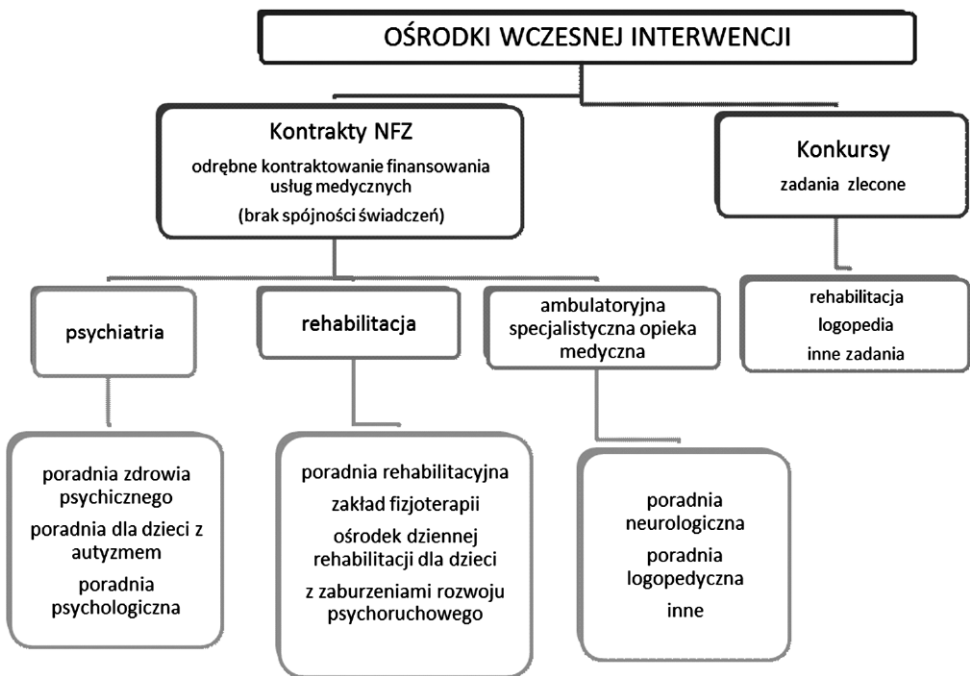 OŚRODKI WCZESNEJ INTERWENCJI
Kontrakty NFZ
odrębne kontraktowanie finansowania
usług medycznych
(brak spójności świadczeń)
Konkursy
zadania zlecone
psychiatria
rehabilitacja
ambulatoryjna
specjalistyczna opieka
medyczna
rehabilitacja
logopedia
inne zadania
poradnia zdrowia
psychicznego
poradnia dla dzieci z
autyzmem
poradnia
psychologiczna
poradnia rehabilitacyjna
zakład fizjoterapii
ośrodek dziennej
rehabilitacji dla dzieci
z zaburzeniami rozwoju
psychoruchowego
poradnia
neurologiczna
poradnia
logopedyczna
inne